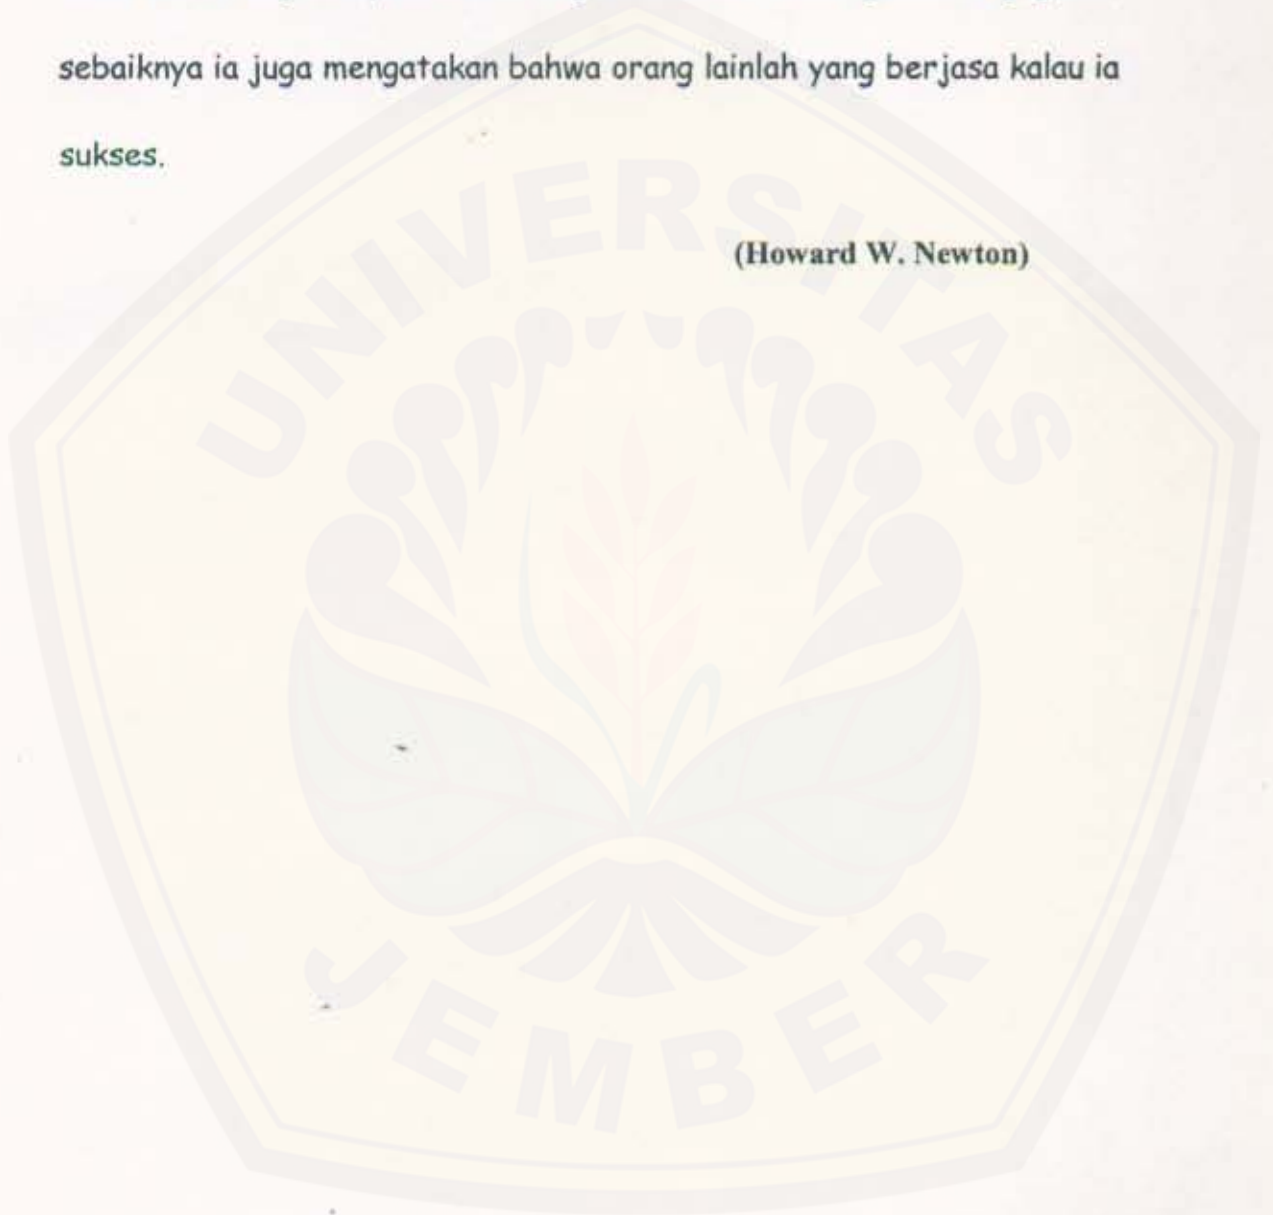 sebaiknya ia juga mengatakan bahwa orang lainlah yang berjasa kalau ia
sukses.
(Howard W. Newton)
UNIVERSITAS
JEMBER